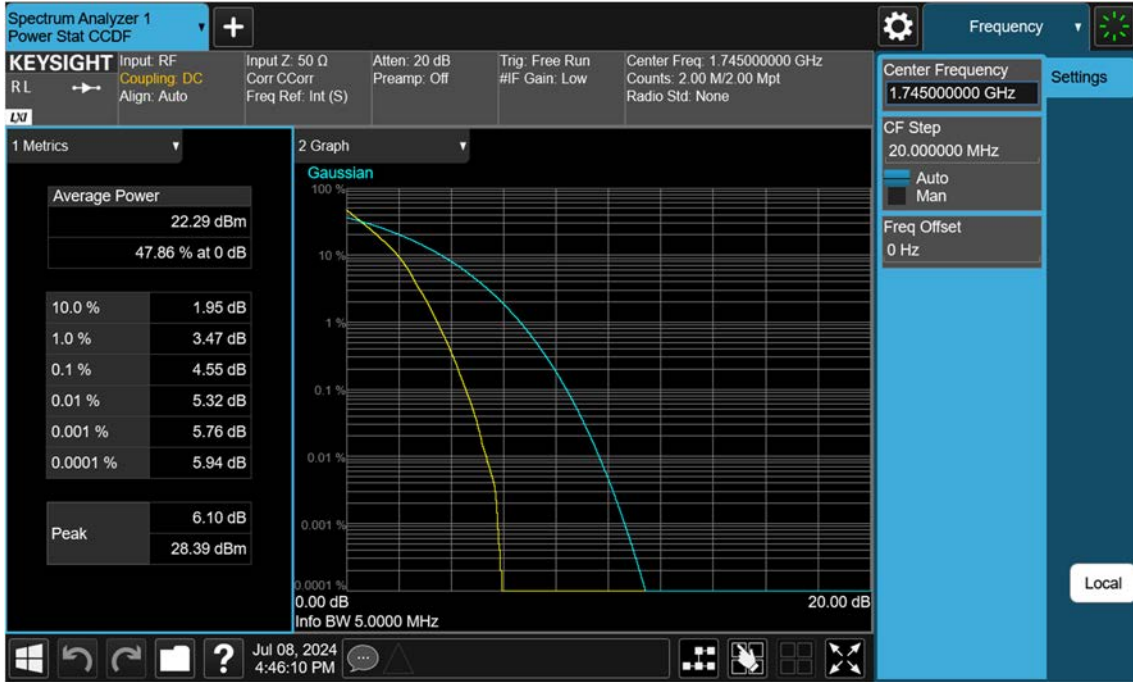 Spectrum Analyzer 1
Power Stat CCDF
Frequency
KEYSIGHT
R L
LXI
Input: RF
Coupling: DC
Align: Auto
Input Z: 50 Ω
Corr CCorr
Freq Ref: Int (S)
Atten: 20 dB
Preamp: Off
Trig: Free Run
#IF Gain: Low
Center Freq: 1.745000000 GHz
Counts: 2.00 M/2.00 Mpt
Radio Std: None
Center Frequency
1.745000000 GHz
Settings
CF Step
20.000000 MHz
Auto
Man
Freq Offset
0 Hz
Local
1 Metrics
Average Power
22.29 dBm
47.86 % at 0 dB
10.0 % 1.95 dB
1.0 % 3.47 dB
0.1 % 4.55 dB
0.01 % 5.32 dB
0.001 % 5.76 dB
0.0001 % 5.94 dB
Peak 6.10 dB
28.39 dBm
2 Graph
Gaussian
100 %
10 %
1 %
0.1 %
0.01 %
0.001 %
0.0001 %
0.00 dB 20.00 dB
Info BW 5.0000 MHz
?
Jul 08, 2024
4:46:10 PM